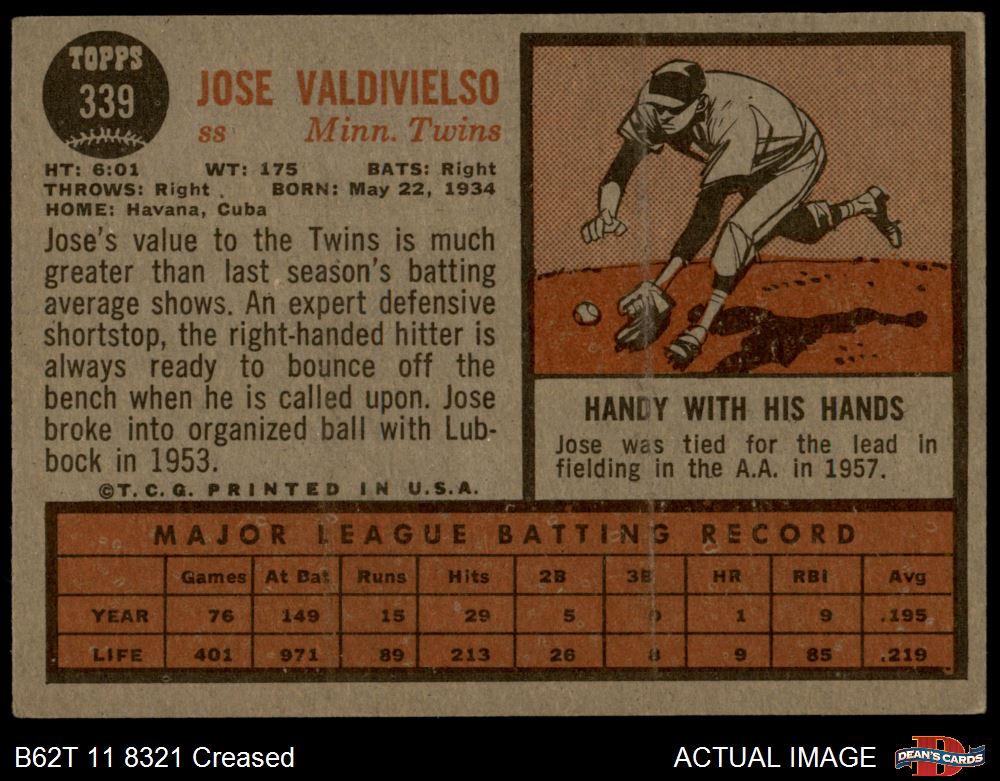 TOPPS
339
JOSE VALDIVIELSO
ss Minn. Twins
HT: 6:01 WT: 175 BATS: Right
THROWS: Right BORN: May 22, 1934
HOME: Havana, Cuba
Jose's value to the Twins is much
greater than last season's batting
average shows. An expert defensive
shortstop, the right-handed hitter is
always ready to bounce off the
bench when he is called upon. Jose
broke into organized ball with Lub-
bock in 1953.
©T.C.G. PRINTED IN U.S.A.
HANDY WITH HIS HANDS
Jose was tied for the lead in
fielding in the A.A. in 1957.
MAJOR LEAGUE BATTING RECORD
Games At Bat Runs Hits 2B 3B HR RBI Avg
YEAR 76 149 15 29 5 0 1 9 .195
LIFE 401 971 89 213 26 8 9 85 .219
B62T 11 8321 Creased
ACTUAL IMAGE
DEAN'S CARDS